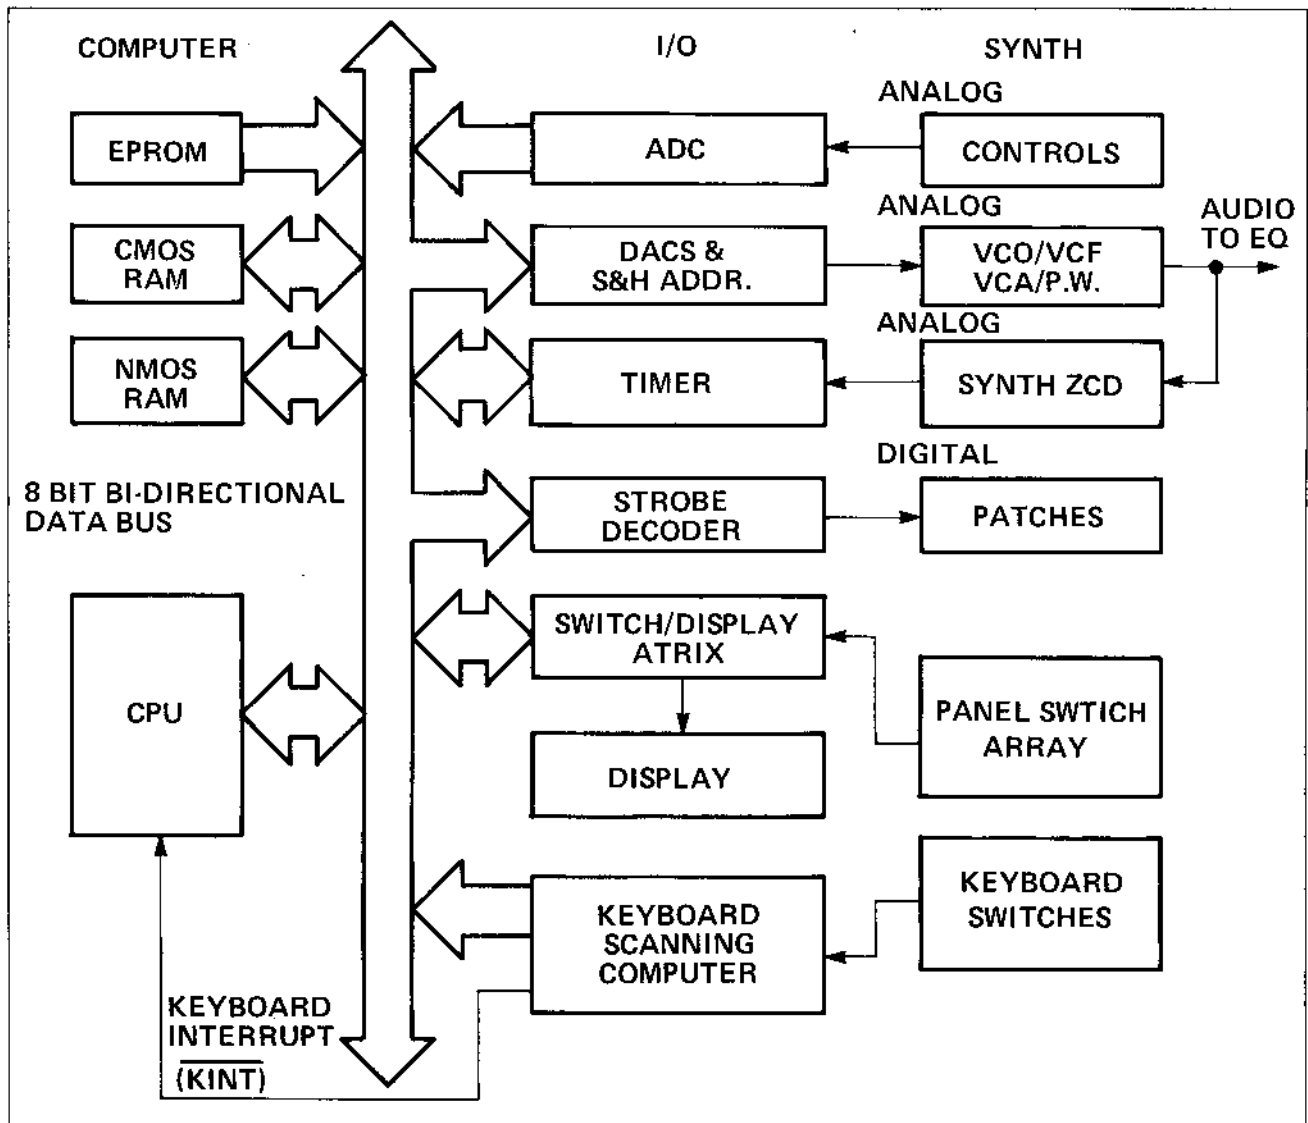 COMPUTER
I/O
SYNTH
ANALOG
EPROM
ADC
CONTROLS
ANALOG
AUDIO
TO EQ
CMOS
RAM
DACS &
S&H ADDR.
VCO/VCF
VCA/P.W.
ANALOG
NMOS
RAM
TIMER
SYNTH ZCD
DIGITAL
8 BIT BI-DIRECTIONAL
DATA BUS
STROBE
DECODER
PATCHES
SWITCH/DISPLAY
ATRIX
CPU
PANEL SWTICH
ARRAY
DISPLAY
KEYBOARD
SCANNING
COMPUTER
KEYBOARD
SWITCHES
KEYBOARD
INTERRUPT
(KINT)